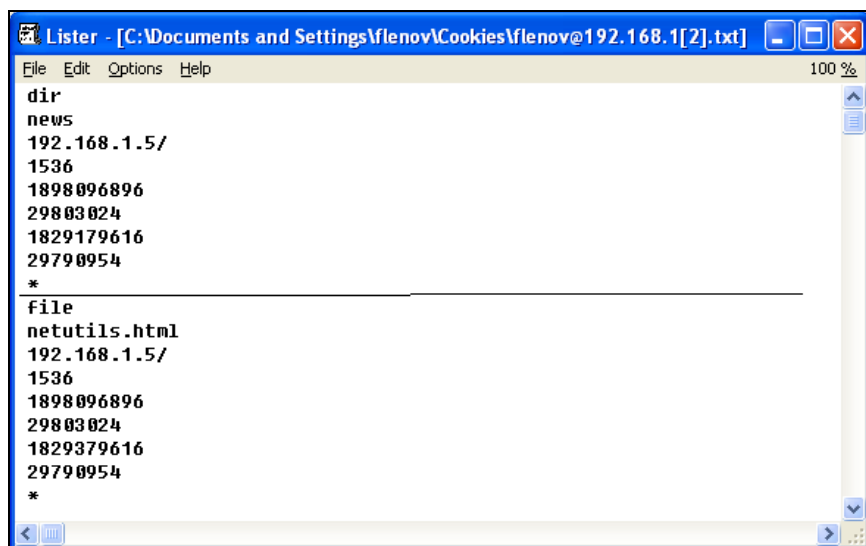 Lister - [C:\Documents and Settings\flenov\Cookies\flenov@192.168.1[2].txt]
File Edit Options Help 100 %
dir
news
192.168.1.5/
1536
1898096896
29803024
1829179616
29790954
*
file
netutils.html
192.168.1.5/
1536
1898096896
29803024
1829379616
29790954
*